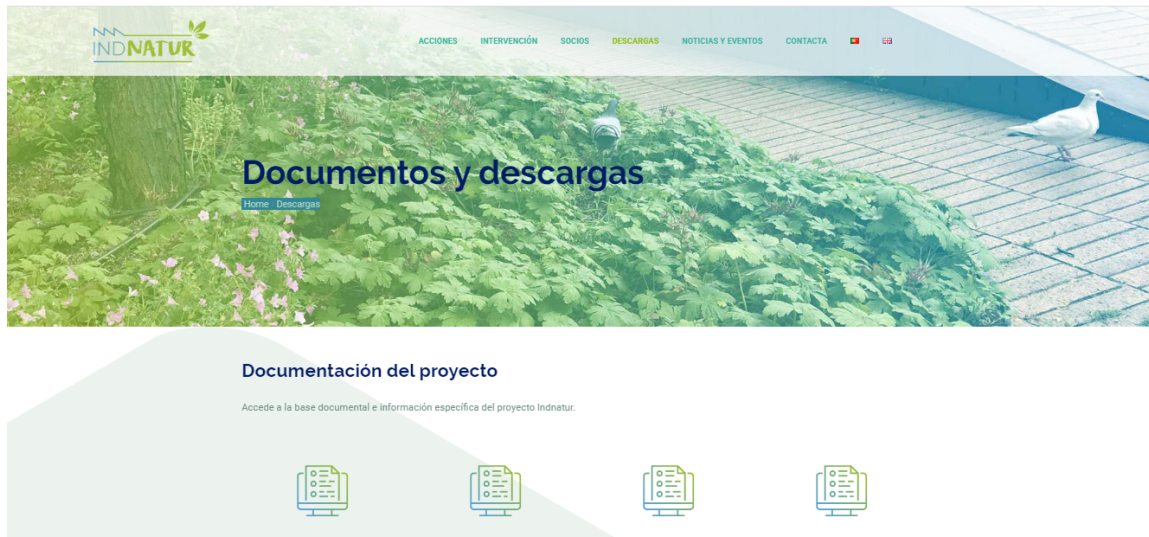 INDNATUR
ACCIONES INTERVENCIÓN SOCIOS DESCARGAS NOTICIAS Y EVENTOS CONTACTA
Documentos y descargas
Home Descargas
Documentación del proyecto
Accede a la base documental e información específica del proyecto Indnatur.